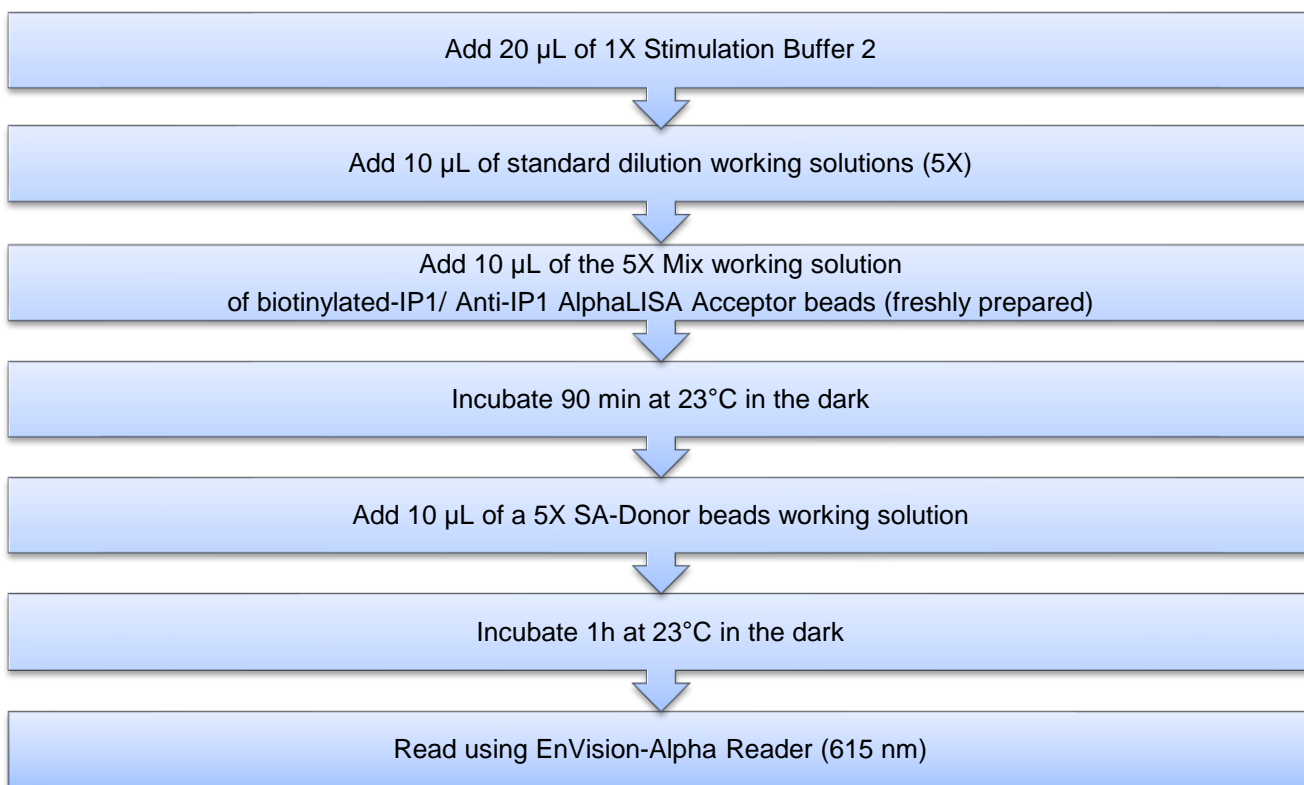 Add 20 µL of 1X Stimulation Buffer 2
Add 10 µL of standard dilution working solutions (5X)
Add 10 µL of the 5X Mix working solution
of biotinylated-IP1/ Anti-IP1 AlphaLISA Acceptor beads (freshly prepared)
Incubate 90 min at 23°C in the dark
Add 10 µL of a 5X SA-Donor beads working solution
Incubate 1h at 23°C in the dark
Read using EnVision-Alpha Reader (615 nm)